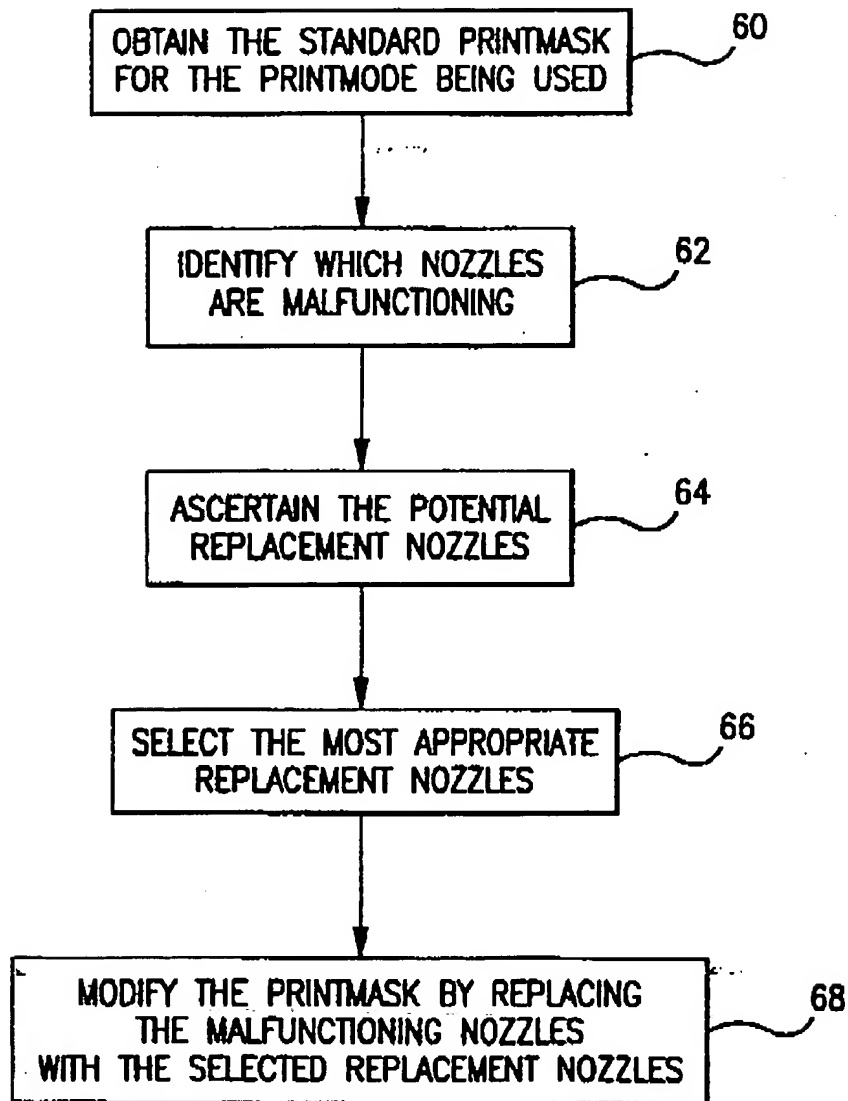 OBTAIN THE STANDARD PRINTMASK
FOR THE PRINTMODE BEING USED
60
IDENTIFY WHICH NOZZLES
ARE MALFUNCTIONING
62
ASCERTAIN THE POTENTIAL
REPLACEMENT NOZZLES
64
SELECT THE MOST APPROPRIATE
REPLACEMENT NOZZLES
66
MODIFY THE PRINTMASK BY REPLACING
THE MALFUNCTIONING NOZZLES
WITH THE SELECTED REPLACEMENT NOZZLES
68